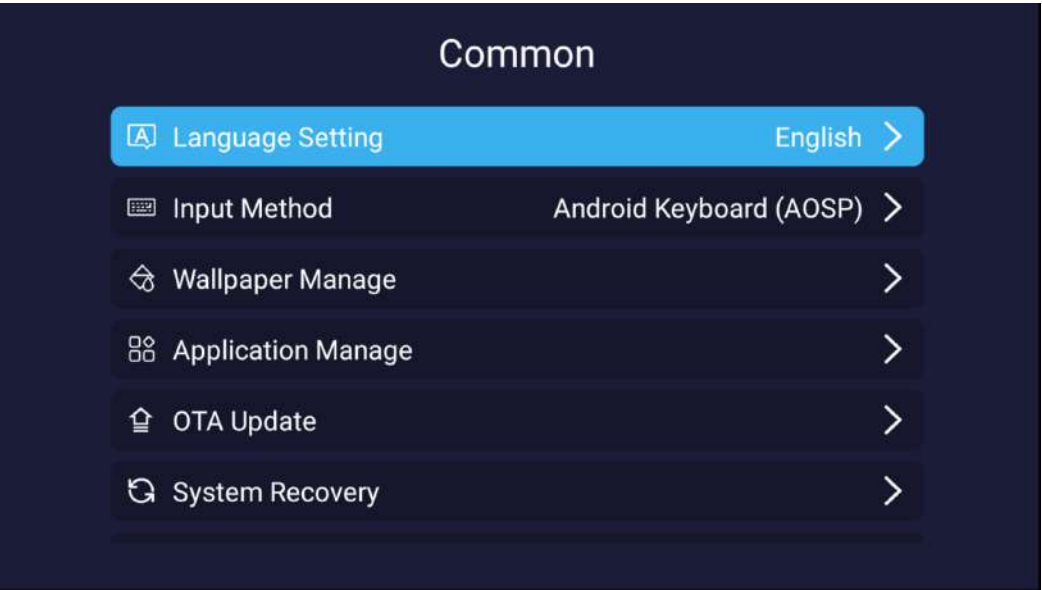 Common
Language Setting English
Input Method Android Keyboard (AOSP)
Wallpaper Manage
Application Manage
OTA Update
System Recovery